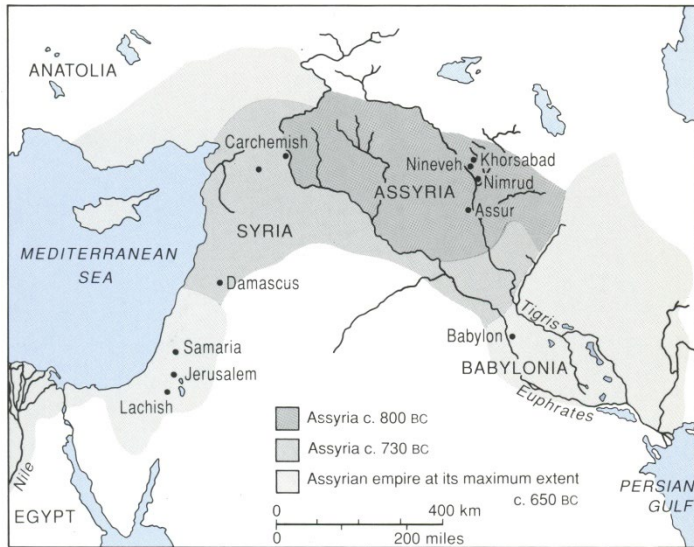 ANATOLIA
Carchemish
Nineveh
Khorsabad
Nimrud
ASSYRIA
Assur
SYRIA
MEDITERRANEAN
SEA
Damascus
Tigris
Babylon
BABYLONIA
Samaria
Jerusalem
Lachish
Euphrates
Nile
EGYPT
PERSIAN
GULF
Assyria c. 800 BC
Assyria c. 730 BC
Assyrian empire at its maximum extent
c. 650 BC
0 400 km
0 200 miles